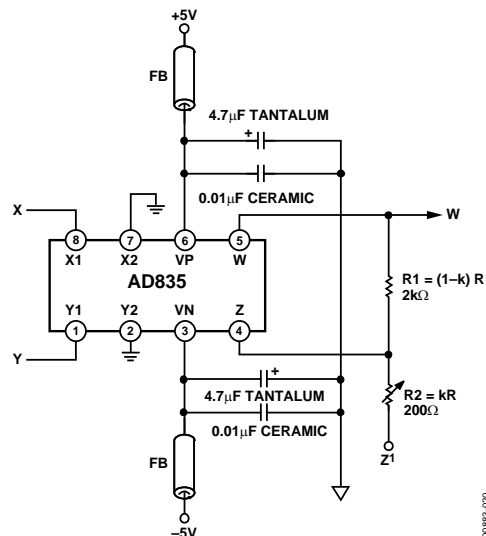 +5V
FB
4.7μF TANTALUM
+
0.01μF CERAMIC
X
W
8
7
6
5
X1
X2
VP
W
AD835
R1 = (1–k) R
2kΩ
Y1
Y2
VN
Z
1
2
3
4
Y
+
4.7μF TANTALUM
R2 = kR
200Ω
0.01μF CERAMIC
FB
Z1
–5V
00883-020